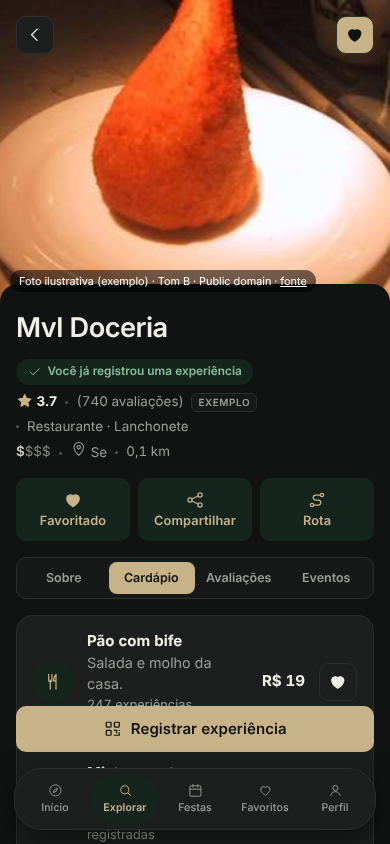 Foto ilustrativa (exemplo) · Tom B · Public domain · fonte
Mvl Doceria
Você já registrou uma experiência
3.7 · (740 avaliações) EXEMPLO
· Restaurante · Lanchonete
$$$$ · Se · 0,1 km
Favoritado
Compartilhar
Rota
Sobre
Cardápio
Avaliações
Eventos
Pão com bife
Salada e molho da
casa.
R$ 19
247 experiências
Registrar experiência
Início
Explorar
Festas
Favoritos
Perfil
registradas